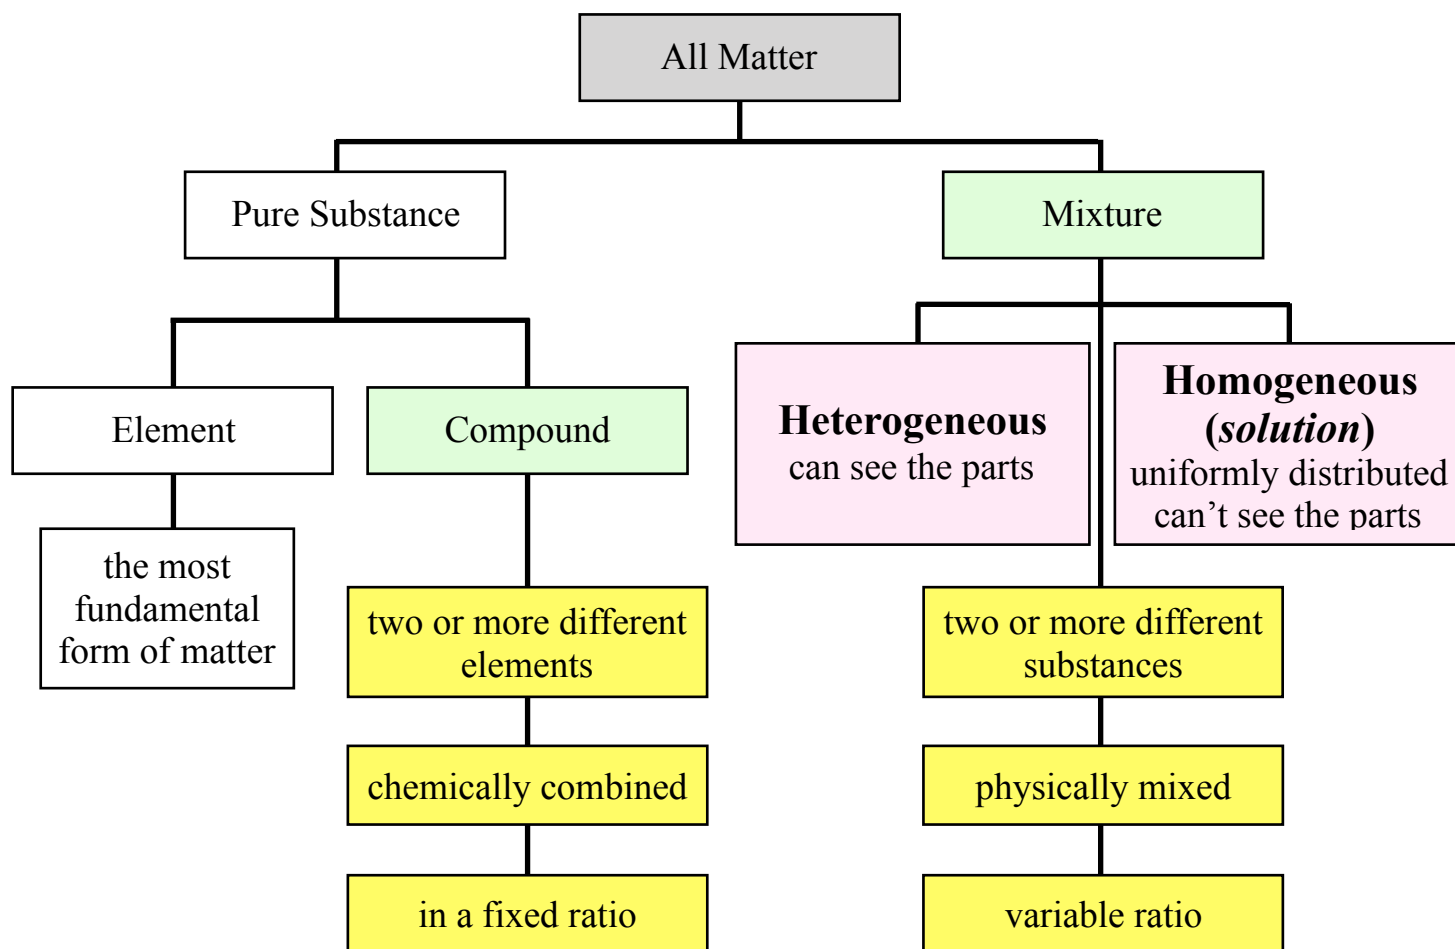 All Matter
Pure Substance
Mixture
Element
Compound
Heterogeneous
can see the parts
Homogeneous
(solution)
uniformly distributed
can’t see the parts
the most
fundamental
form of matter
two or more different
elements
two or more different
substances
chemically combined
physically mixed
in a fixed ratio
variable ratio